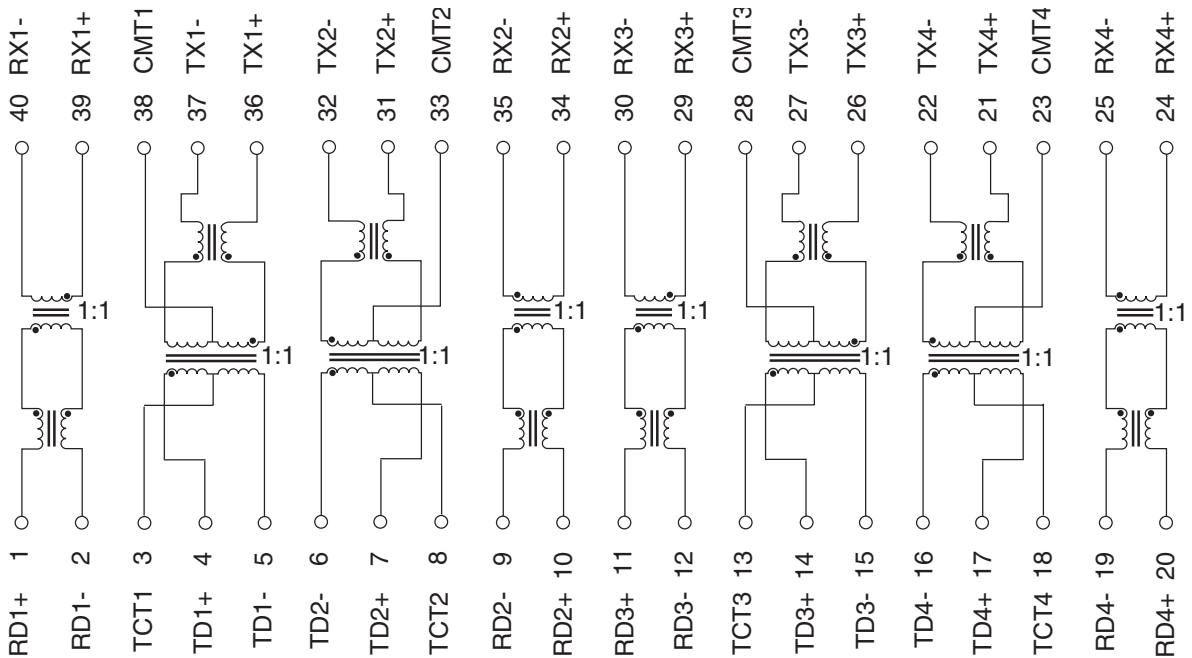 RX1- RX1+ CMT1 TX1- TX1+ TX2- TX2+ CMT2 RX2- RX2+ RX3- RX3+ CMT3 TX3- TX3+ TX4- TX4+ CMT4 RX4- RX4+
40 39 38 37 36 32 31 33 35 34 30 29 28 27 26 22 21 23 25 24
1:1 1:1 1:1 1:1
1:1 1:1 1:1 1:1
1 2 3 4 5 6 7 8 9 10 11 12 13 14 15 16 17 18 19 20
RD1+ RD1- TCT1 TD1+ TD1- TD2- TD2+ TCT2 RD2- RD2+ RD3+ RD3- TCT3 TD3+ TD3- TD4- TD4+ TCT4 RD4- RD4+